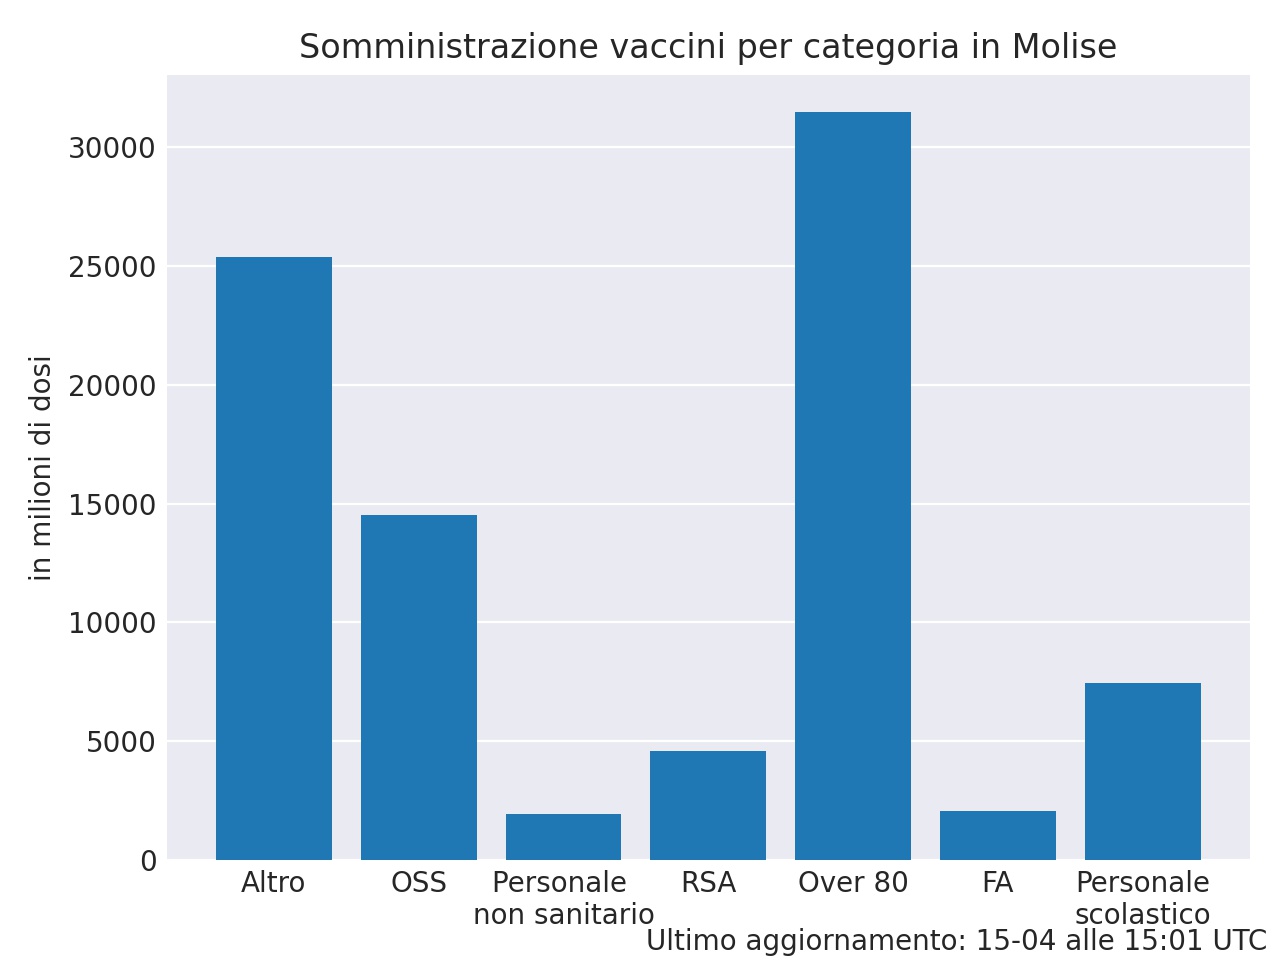 Somministrazione vaccini per categoria in Molise
in milioni di dosi
30000
25000
20000
15000
10000
5000
0
Altro
OSS
Personale
non sanitario
RSA
Over 80
FA
Personale
scolastico
Ultimo aggiornamento: 15-04 alle 15:01 UTC